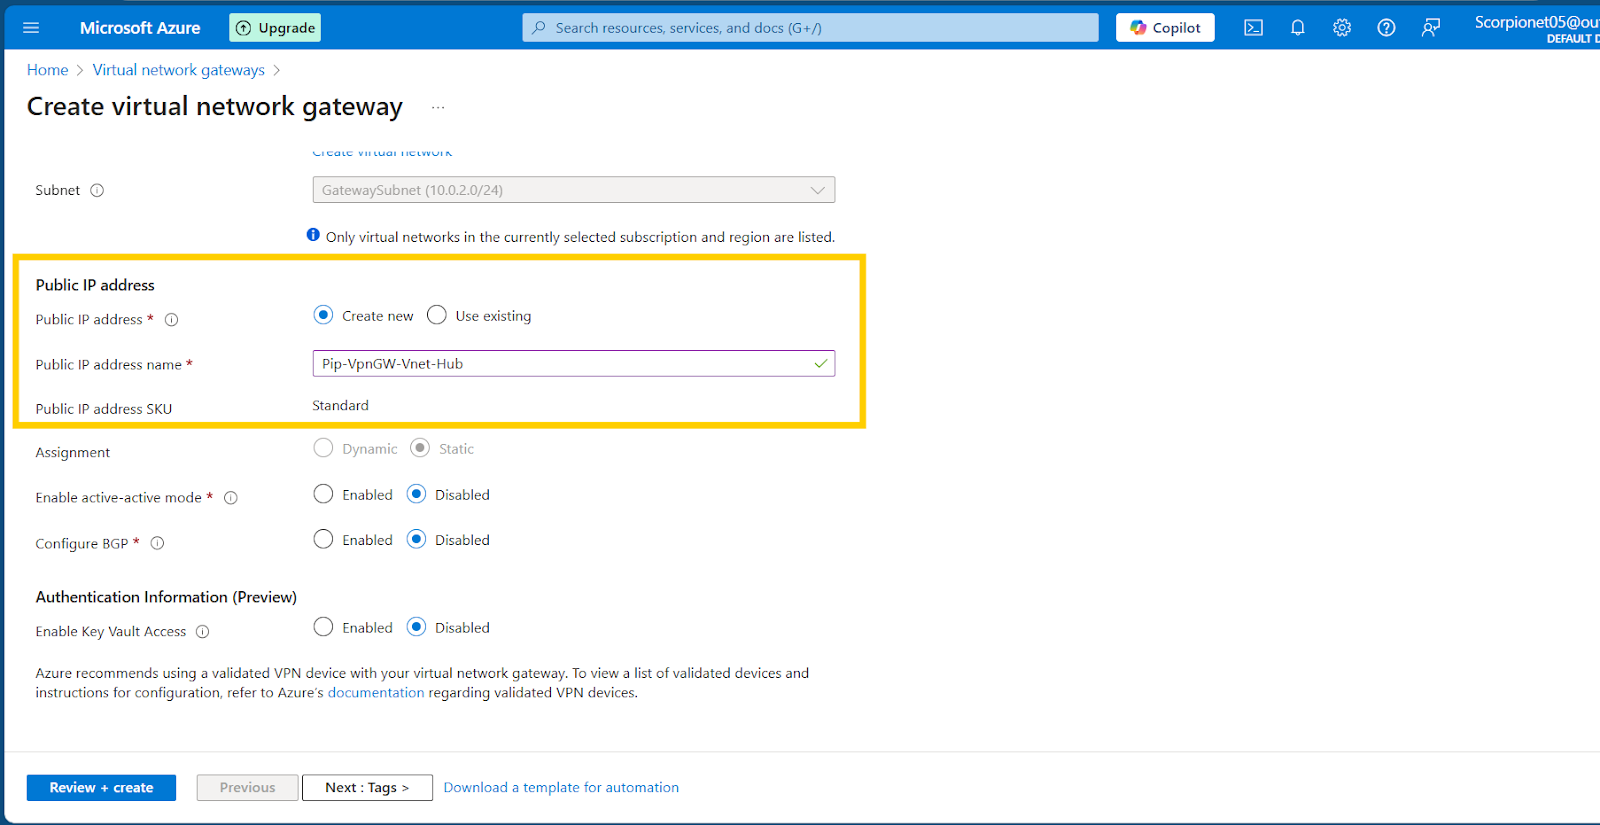 Microsoft Azure
Upgrade
Search resources, services, and docs (G+/)
Copilot
Scorpionet05@ou
DEFAULT D
Home > Virtual network gateways >
Create virtual network gateway ...
Create virtual network
Subnet
GatewaySubnet (10.0.2.0/24)
Only virtual networks in the currently selected subscription and region are listed.
Public IP address
Public IP address *
Create new
Use existing
Public IP address name *
Pip-VpnGW-Vnet-Hub
Public IP address SKU
Standard
Assignment
Dynamic
Static
Enable active-active mode *
Enabled
Disabled
Configure BGP *
Enabled
Disabled
Authentication Information (Preview)
Enable Key Vault Access
Enabled
Disabled
Azure recommends using a validated VPN device with your virtual network gateway. To view a list of validated devices and
instructions for configuration, refer to Azure's documentation regarding validated VPN devices.
Review + create
Previous
Next : Tags >
Download a template for automation